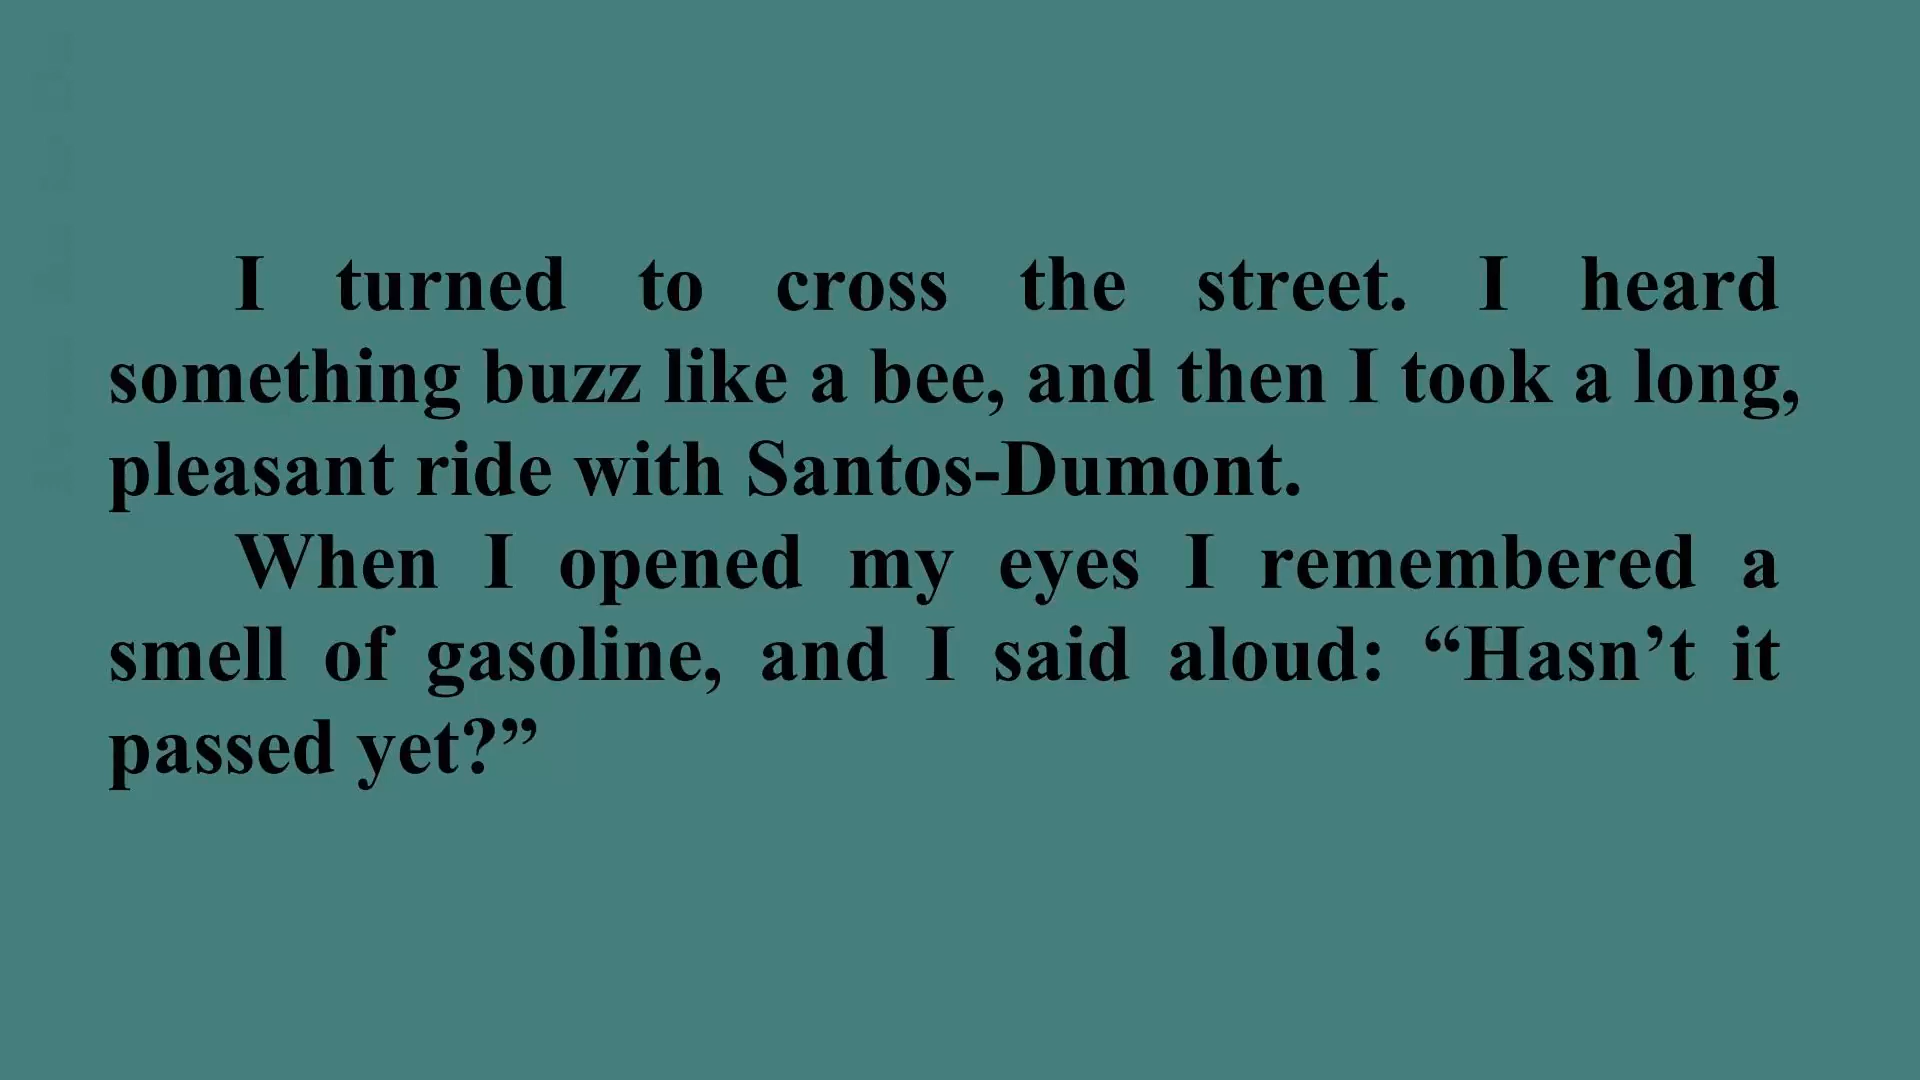 I turned to cross the street. I heard
something buzz like a bee, and then I took a long,
pleasant ride with Santos-Dumont.
When I opened my eyes I remembered a
smell of gasoline, and I said aloud: “Hasn’t it
passed yet?”